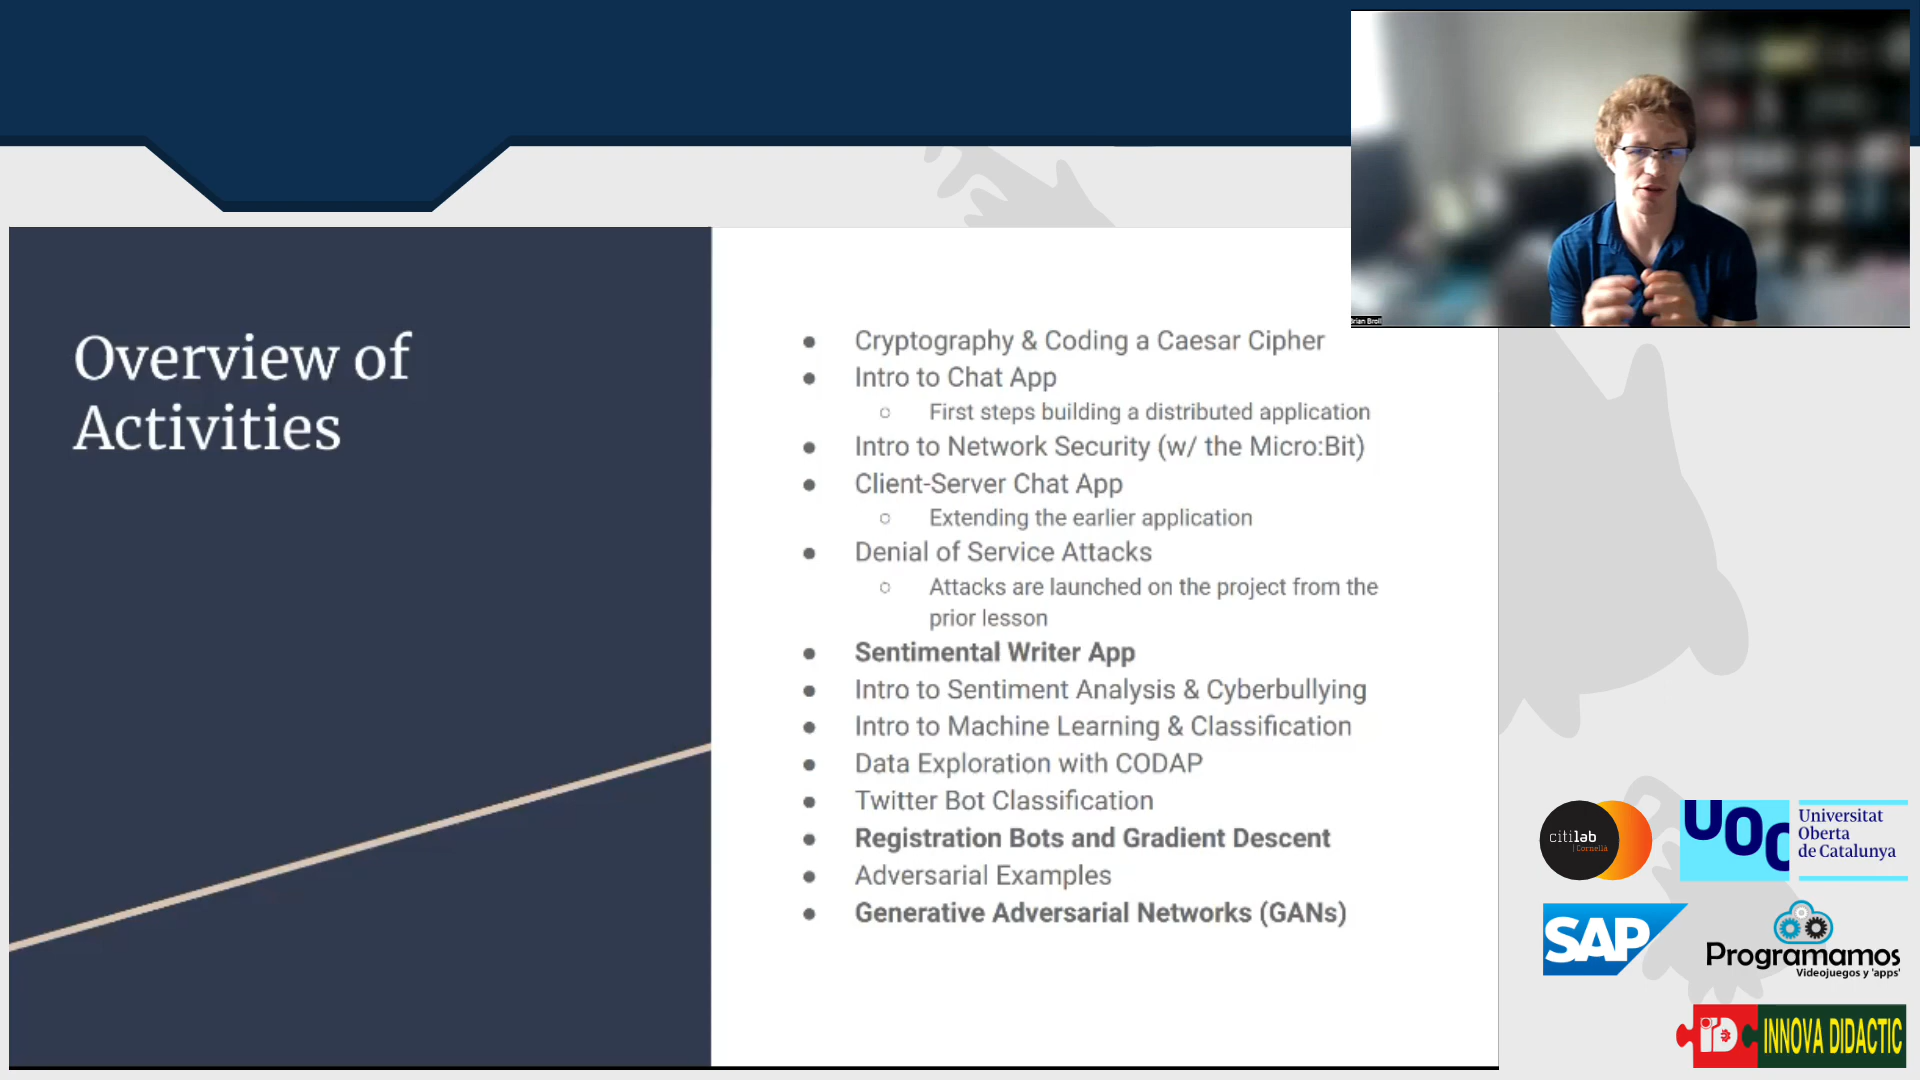 Overview of
Activities
● Cryptography & Coding a Caesar Cipher
● Intro to Chat App
○ First steps building a distributed application
● Intro to Network Security (w/ the Micro:Bit)
● Client-Server Chat App
○ Extending the earlier application
● Denial of Service Attacks
○ Attacks are launched on the project from the
prior lesson
● Sentimental Writer App
● Intro to Sentiment Analysis & Cyberbullying
● Intro to Machine Learning & Classification
● Data Exploration with CODAP
● Twitter Bot Classification
● Registration Bots and Gradient Descent
● Adversarial Examples
● Generative Adversarial Networks (GANs)
Brian Broll
citilab
Cornellà
UOC
Universitat
Oberta
de Catalunya
SAP
Programamos
Videojuegos y 'apps'
iD
INNOVA DIDACTIC